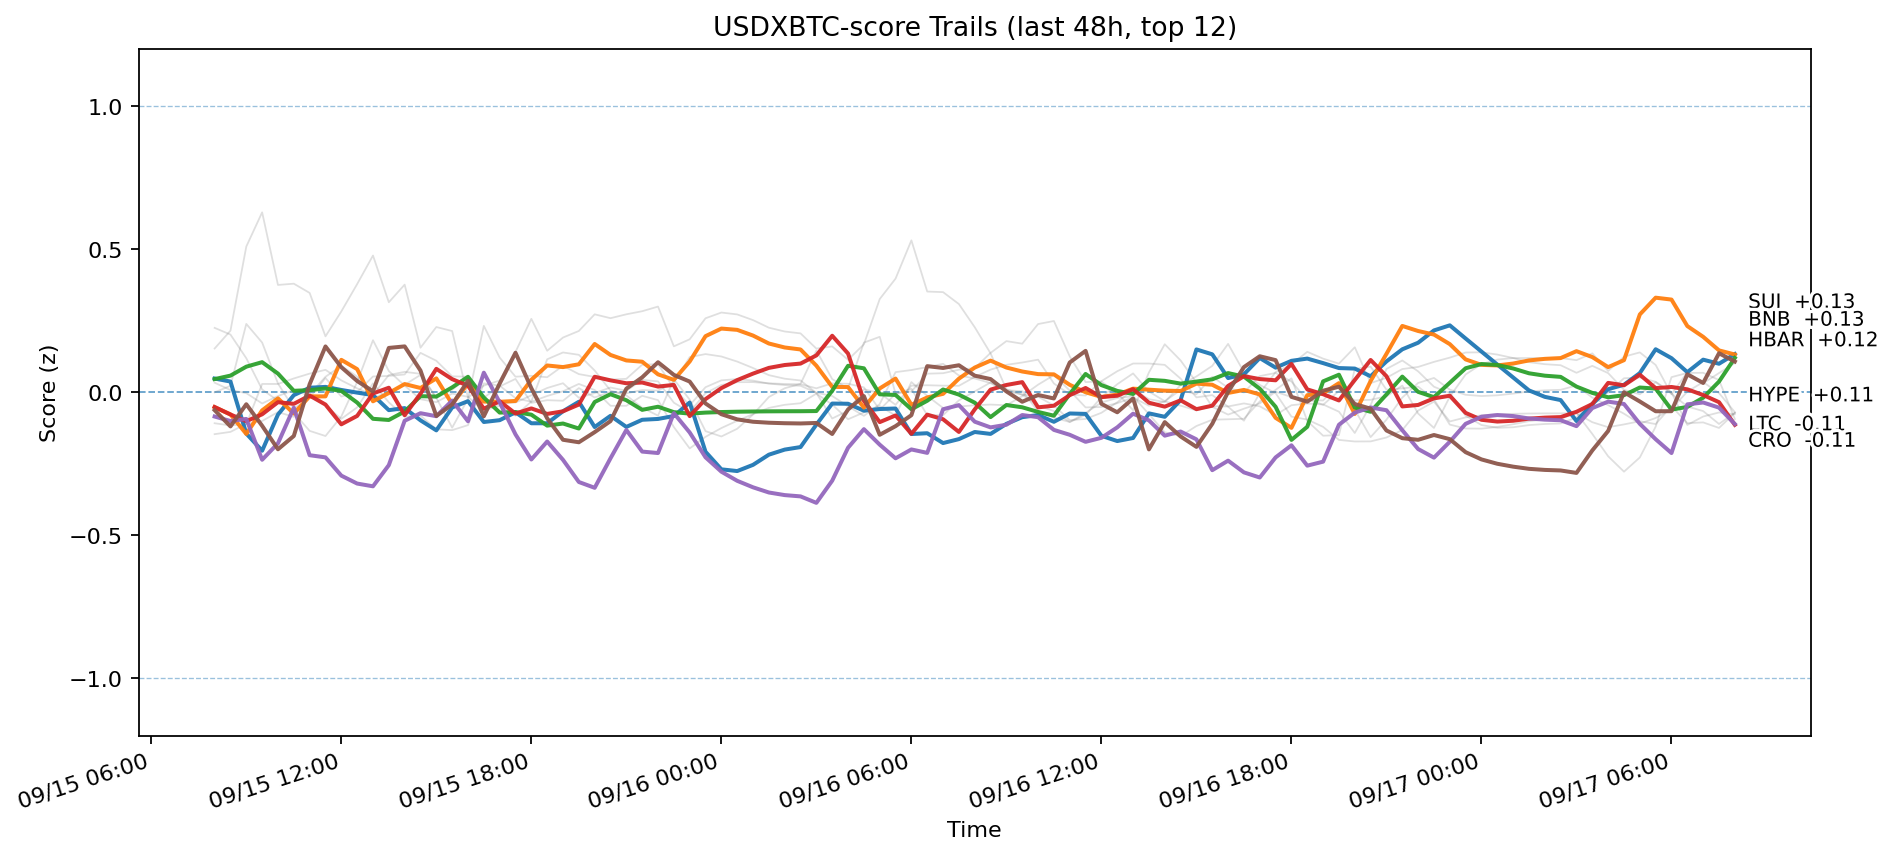 USDXBTC-score Trails (last 48h, top 12)
Score (z)
1.0
0.5
0.0
−0.5
−1.0
SUI +0.13
BNB +0.13
HBAR +0.12
HYPE +0.11
LTC -0.11
CRO -0.11
09/15 06:00
09/15 12:00
09/15 18:00
09/16 00:00
09/16 06:00
09/16 12:00
09/16 18:00
09/17 00:00
09/17 06:00
Time